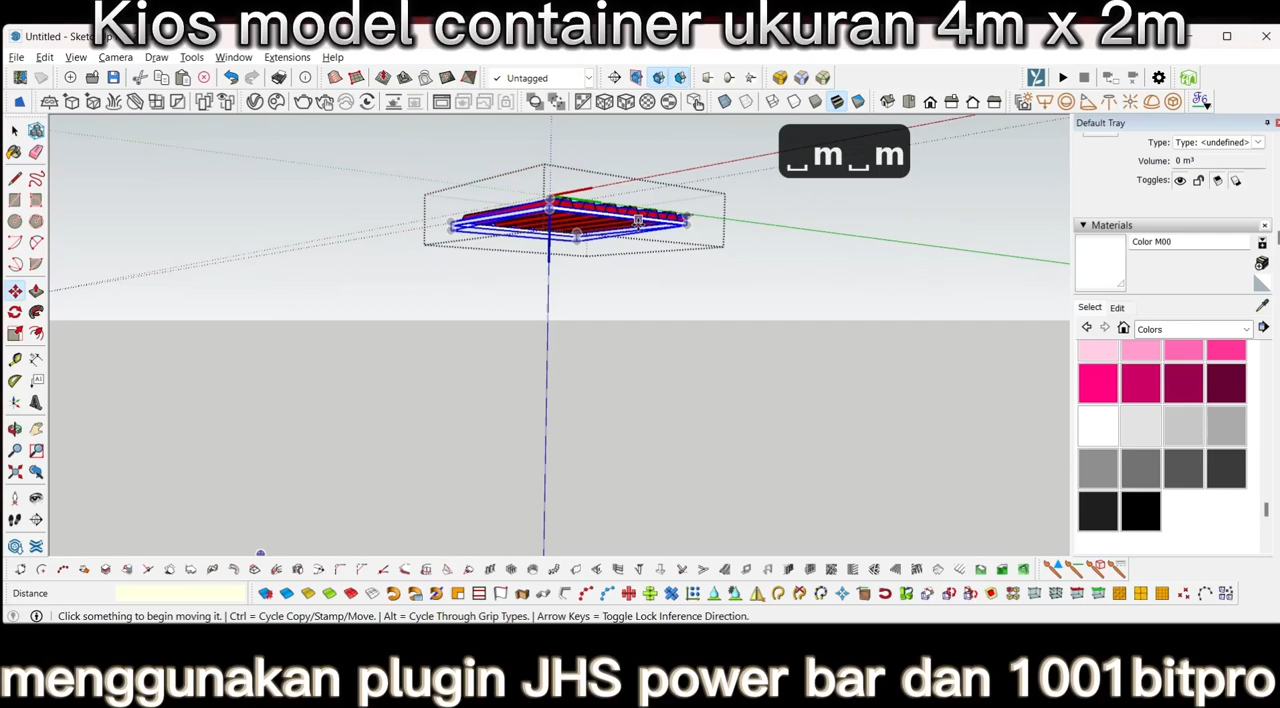 Kios model container ukuran 4m x 2m
Untitled - Sket
File Edit View Camera Draw Tools Window Extensions Help
Untagged
␣m␣m
Default Tray
Type: Type: <undefined>
Volume: 0 m³
Toggles:
Materials
Color M00
Select Edit
Colors
Distance
Click something to begin moving it. | Ctrl = Cycle Copy/Stamp/Move. | Alt = Cycle Through Grip Types. | Arrow Keys = Toggle Lock Inference Direction.
menggunakan plugin JHS power bar dan 1001bitpro